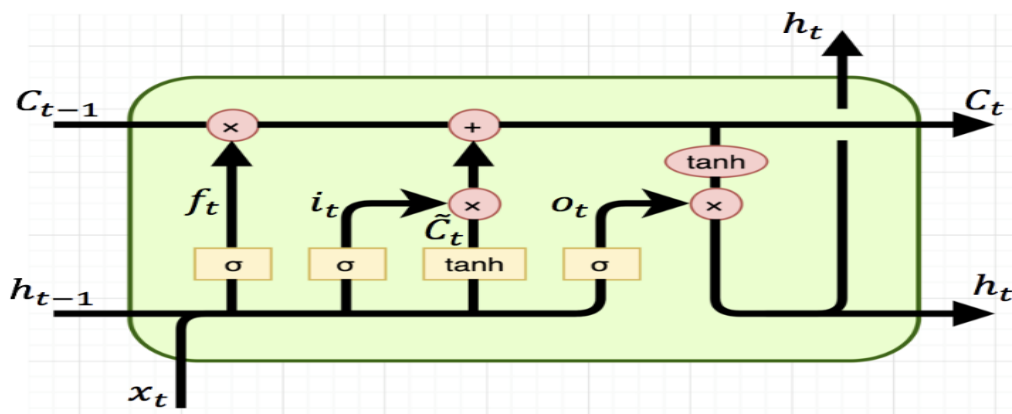 h_t
C_{t-1} × + C_t
tanh
f_t i_t × o_t ×
C̃_t
σ σ tanh σ
h_{t-1} h_t
x_t